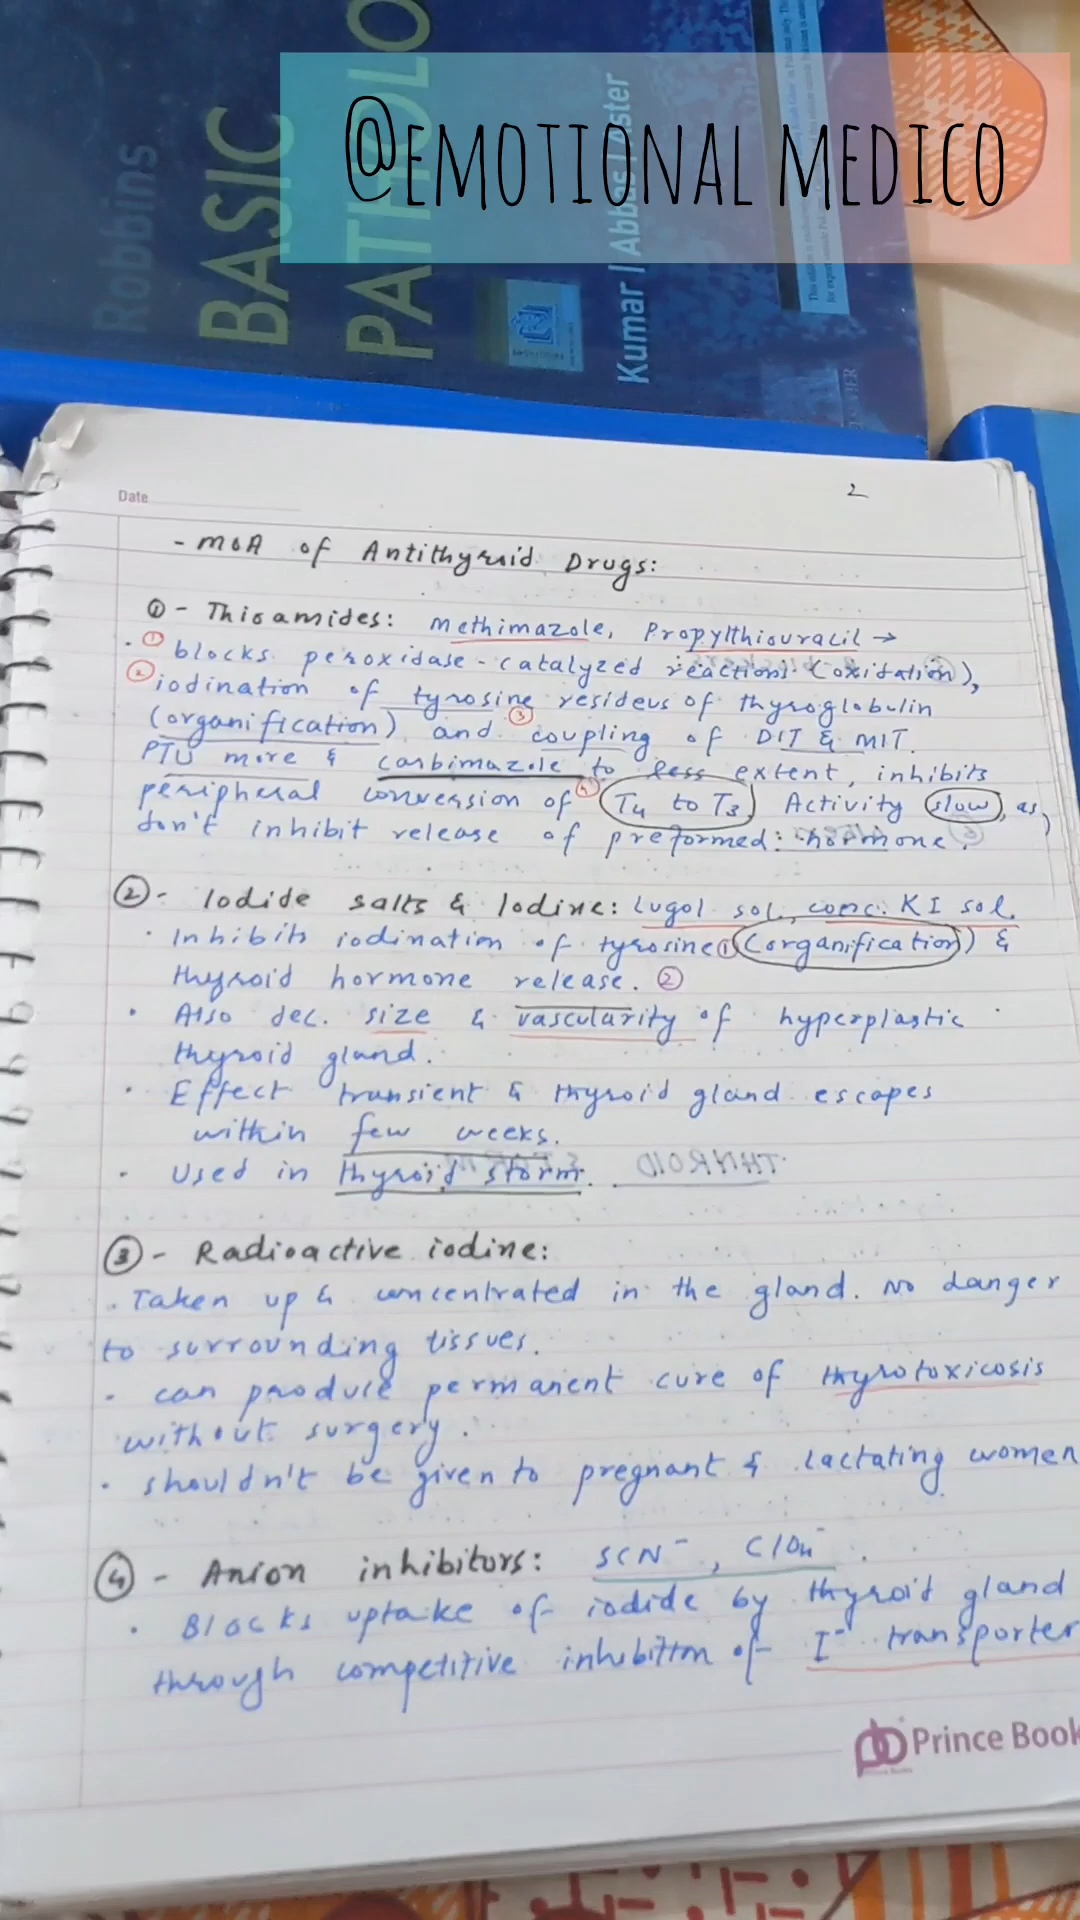 @EMOTIONAL MEDICO
Robbins
BASIC
PATHOLO
Kumar | Abbas | Aster
Date
2
- MOA of Antithyroid Drugs:
① - Thioamides: Methimazole, Propylthiouracil →
· ① blocks peroxidase - catalyzed reactions (oxidation),
② iodination of tyrosine resideus of thyroglobulin
(organification) and ③ coupling of DIT & MIT.
PTU more & carbimazole to less extent, inhibits
peripheral conversion of ④ (T4 to T3) Activity (slow), as,
don't inhibit release of preformed hormone.
② - Iodide salts & Iodine: Lugol sol., conc. KI sol.
· Inhibits iodination of tyrosine ① (organification) &
thyroid hormone release. ②
· Also dec. size & vascularity of hyperplastic
thyroid gland.
· Effect transient & thyroid gland escapes
within few weeks.
· Used in thyroid storm.
THYROID
③ - Radioactive iodine:
· Taken up & concentrated in the gland. No danger
to surrounding tissues.
· can produce permanent cure of thyrotoxicosis
without surgery.
· shouldn't be given to pregnant & lactating women
④ - Anion inhibitors: SCN⁻, ClO4⁻.
· Blocks uptake of iodide by thyroid gland
through competitive inhibition of I⁻ transporter
Prince Book